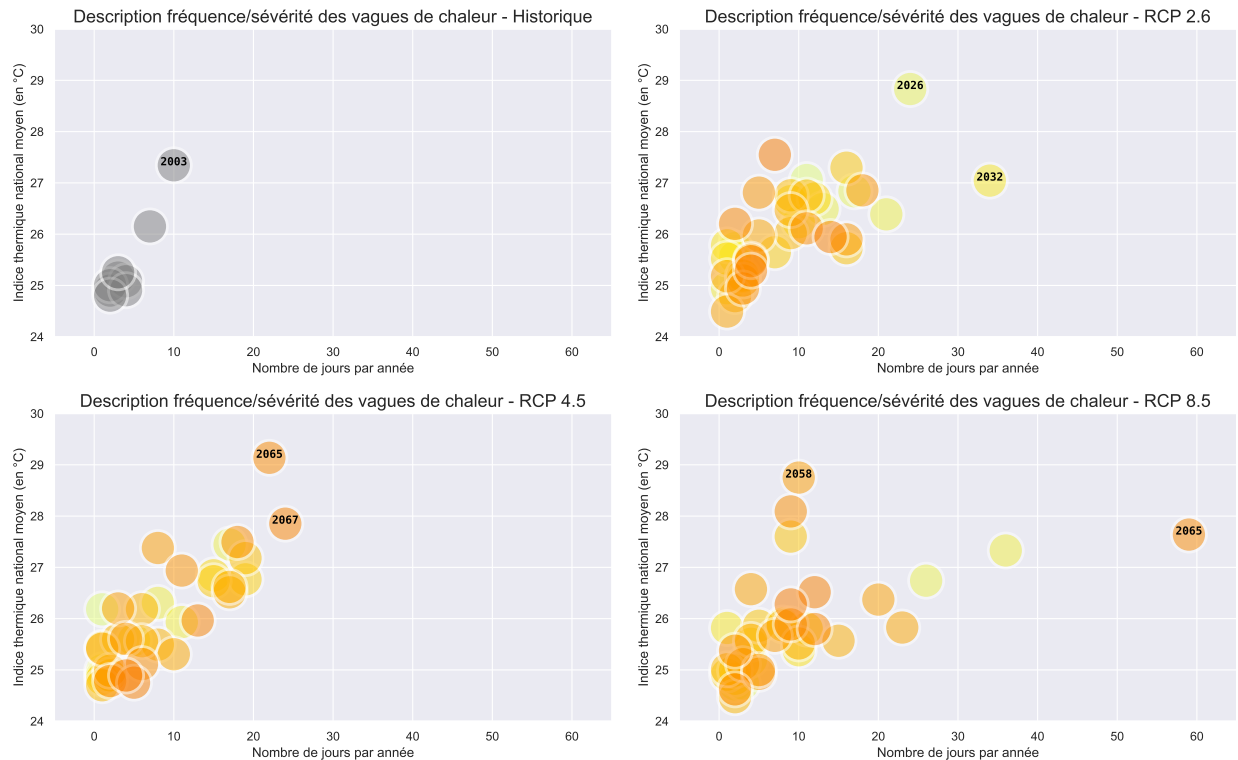 Description fréquence/sévérité des vagues de chaleur - Historique
30
29
28
27
26
25
24
Indice thermique national moyen (en °C)
2003
0 10 20 30 40 50 60
Nombre de jours par année
Description fréquence/sévérité des vagues de chaleur - RCP 2.6
30
29
28
27
26
25
24
Indice thermique national moyen (en °C)
2026
2032
0 10 20 30 40 50 60
Nombre de jours par année
Description fréquence/sévérité des vagues de chaleur - RCP 4.5
30
29
28
27
26
25
24
Indice thermique national moyen (en °C)
2065
2067
0 10 20 30 40 50 60
Nombre de jours par année
Description fréquence/sévérité des vagues de chaleur - RCP 8.5
30
29
28
27
26
25
24
Indice thermique national moyen (en °C)
2058
2065
0 10 20 30 40 50 60
Nombre de jours par année